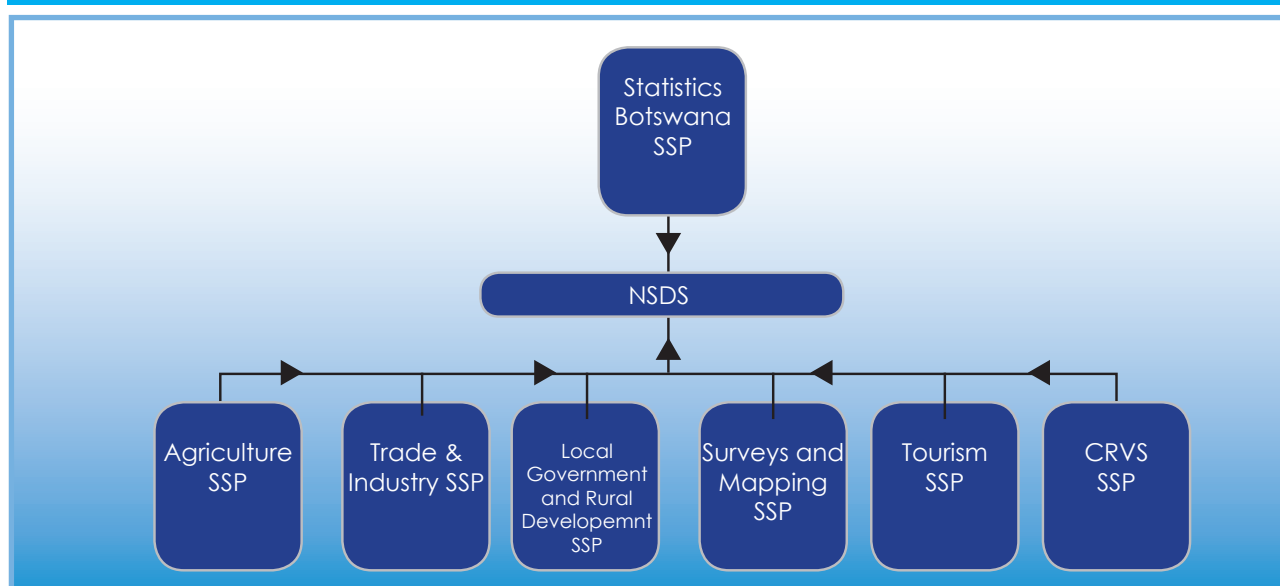 Statistics
Botswana
SSP
NSDS
Agriculture
SSP
Trade &
Industry SSP
Local
Government
and Rural
Developemnt
SSP
Surveys and
Mapping
SSP
Tourism
SSP
CRVS
SSP